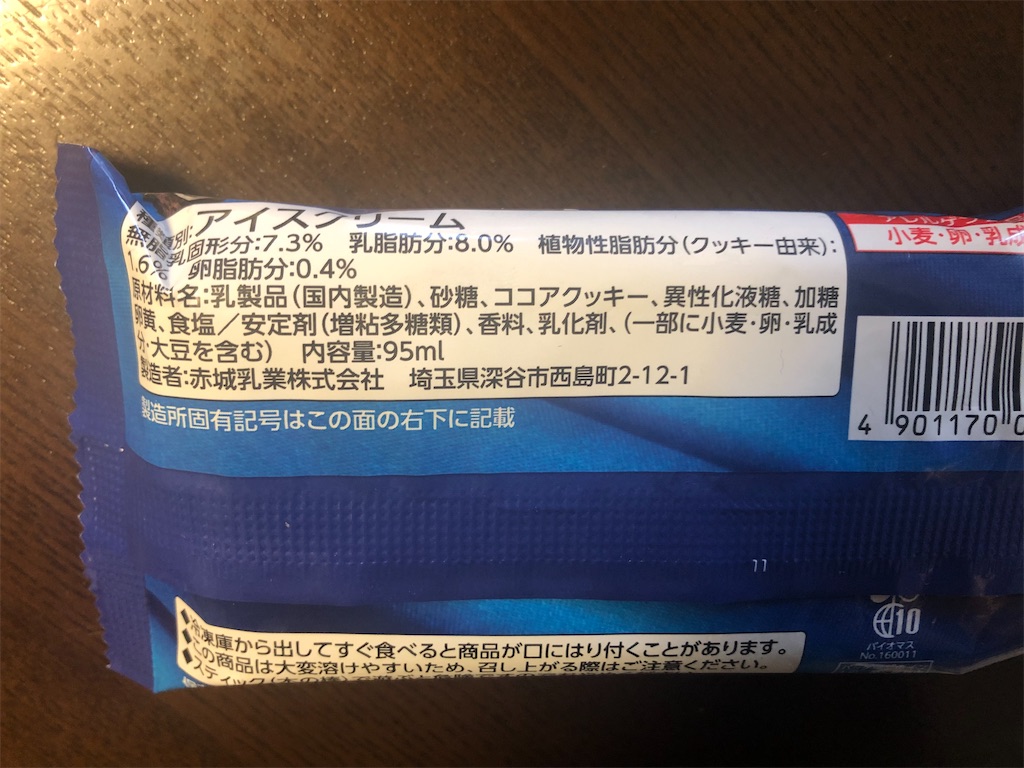 種類別:アイスクリーム
無脂乳固形分:7.3% 乳脂肪分:8.0% 植物性脂肪分(クッキー由来):
1.6% 卵脂肪分:0.4%
原材料名:乳製品(国内製造)、砂糖、ココアクッキー、異性化液糖、加糖
卵黄、食塩/安定剤(増粘多糖類)、香料、乳化剤、(一部に小麦・卵・乳成
分・大豆を含む) 内容量:95ml
製造者:赤城乳業株式会社 埼玉県深谷市西島町2-12-1
製造所固有記号はこの面の右下に記載
小麦・卵・乳成
4 901170 0
11
10
バイオマス
No.160011
◆冷凍庫から出してすぐ食べると商品が口にはり付くことがあります。
◆この商品は大変溶けやすいため、召し上がる際はご注意ください。
◆スティック